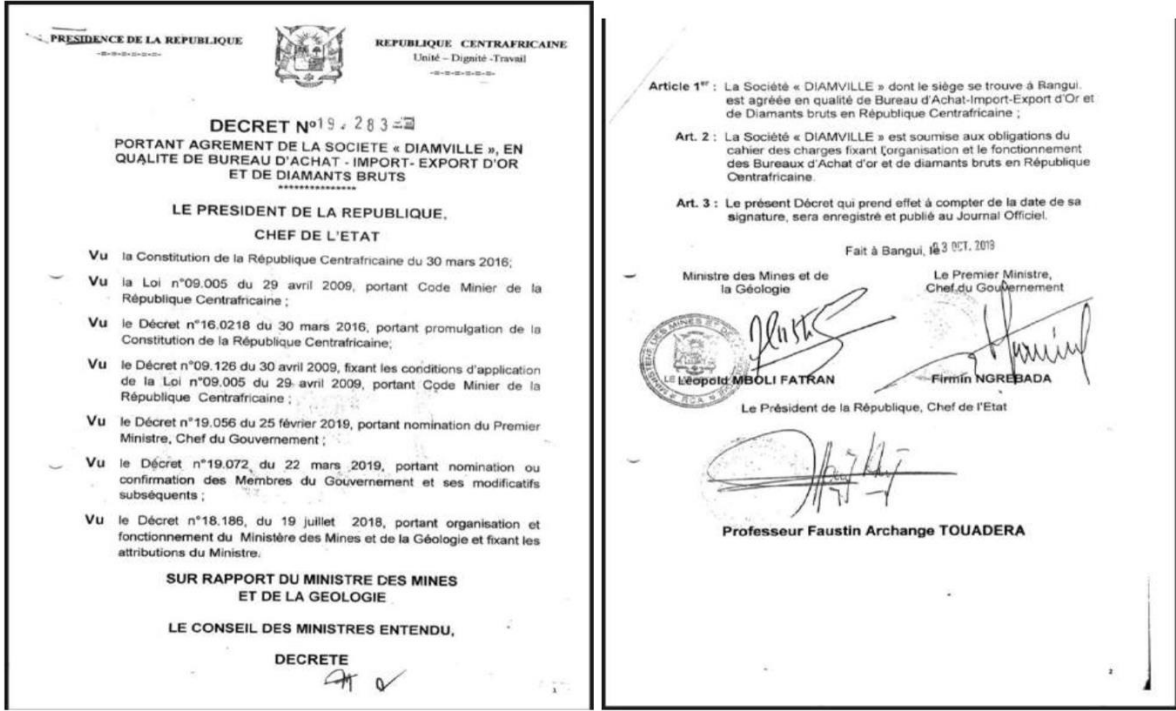 PRESIDENCE DE LA REPUBLIQUE
-=-=-=-=-=-=-
REPUBLIQUE CENTRAFRICAINE
Unité – Dignité -Travail
-=-=-=-=-=-=-
DECRET N°19.283
PORTANT AGREMENT DE LA SOCIETE « DIAMVILLE », EN
QUALITE DE BUREAU D'ACHAT - IMPORT- EXPORT D'OR
ET DE DIAMANTS BRUTS
***************
LE PRESIDENT DE LA REPUBLIQUE,
CHEF DE L'ETAT
Vu la Constitution de la République Centrafricaine du 30 mars 2016;
Vu la Loi n°09.005 du 29 avril 2009, portant Code Minier de la
République Centrafricaine ;
Vu le Décret n°16.0218 du 30 mars 2016, portant promulgation de la
Constitution de la République Centrafricaine;
Vu le Décret n°09.126 du 30 avril 2009, fixant les conditions d'application
de la Loi n°09.005 du 29 avril 2009, portant Code Minier de la
République Centrafricaine ;
Vu le Décret n°19.056 du 25 février 2019, portant nomination du Premier
Ministre, Chef du Gouvernement ;
Vu le Décret n°19.072 du 22 mars 2019, portant nomination ou
confirmation des Membres du Gouvernement et ses modificatifs
subséquents ;
Vu le Décret n°18.186, du 19 juillet 2018, portant organisation et
fonctionnement du Ministère des Mines et de la Géologie et fixant les
attributions du Ministre.
SUR RAPPORT DU MINISTRE DES MINES
ET DE LA GEOLOGIE
LE CONSEIL DES MINISTRES ENTENDU,
DECRETE
1
Article 1er : La Société « DIAMVILLE » dont le siège se trouve à Bangui,
est agréée en qualité de Bureau d'Achat-Import-Export d'Or et
de Diamants bruts en République Centrafricaine ;
Art. 2 : La Société « DIAMVILLE » est soumise aux obligations du
cahier des charges fixant l'organisation et le fonctionnement
des Bureaux d'Achat d'or et de diamants bruts en République
Centrafricaine.
Art. 3 : Le présent Décret qui prend effet à compter de la date de sa
signature, sera enregistré et publié au Journal Officiel.
Fait à Bangui, le 3 OCT. 2019
Ministre des Mines et de
la Géologie
Le Premier Ministre,
Chef du Gouvernement
Léopold MBOLI FATRAN
Firmin NGREBADA
Le Président de la République, Chef de l'Etat
Professeur Faustin Archange TOUADERA
2